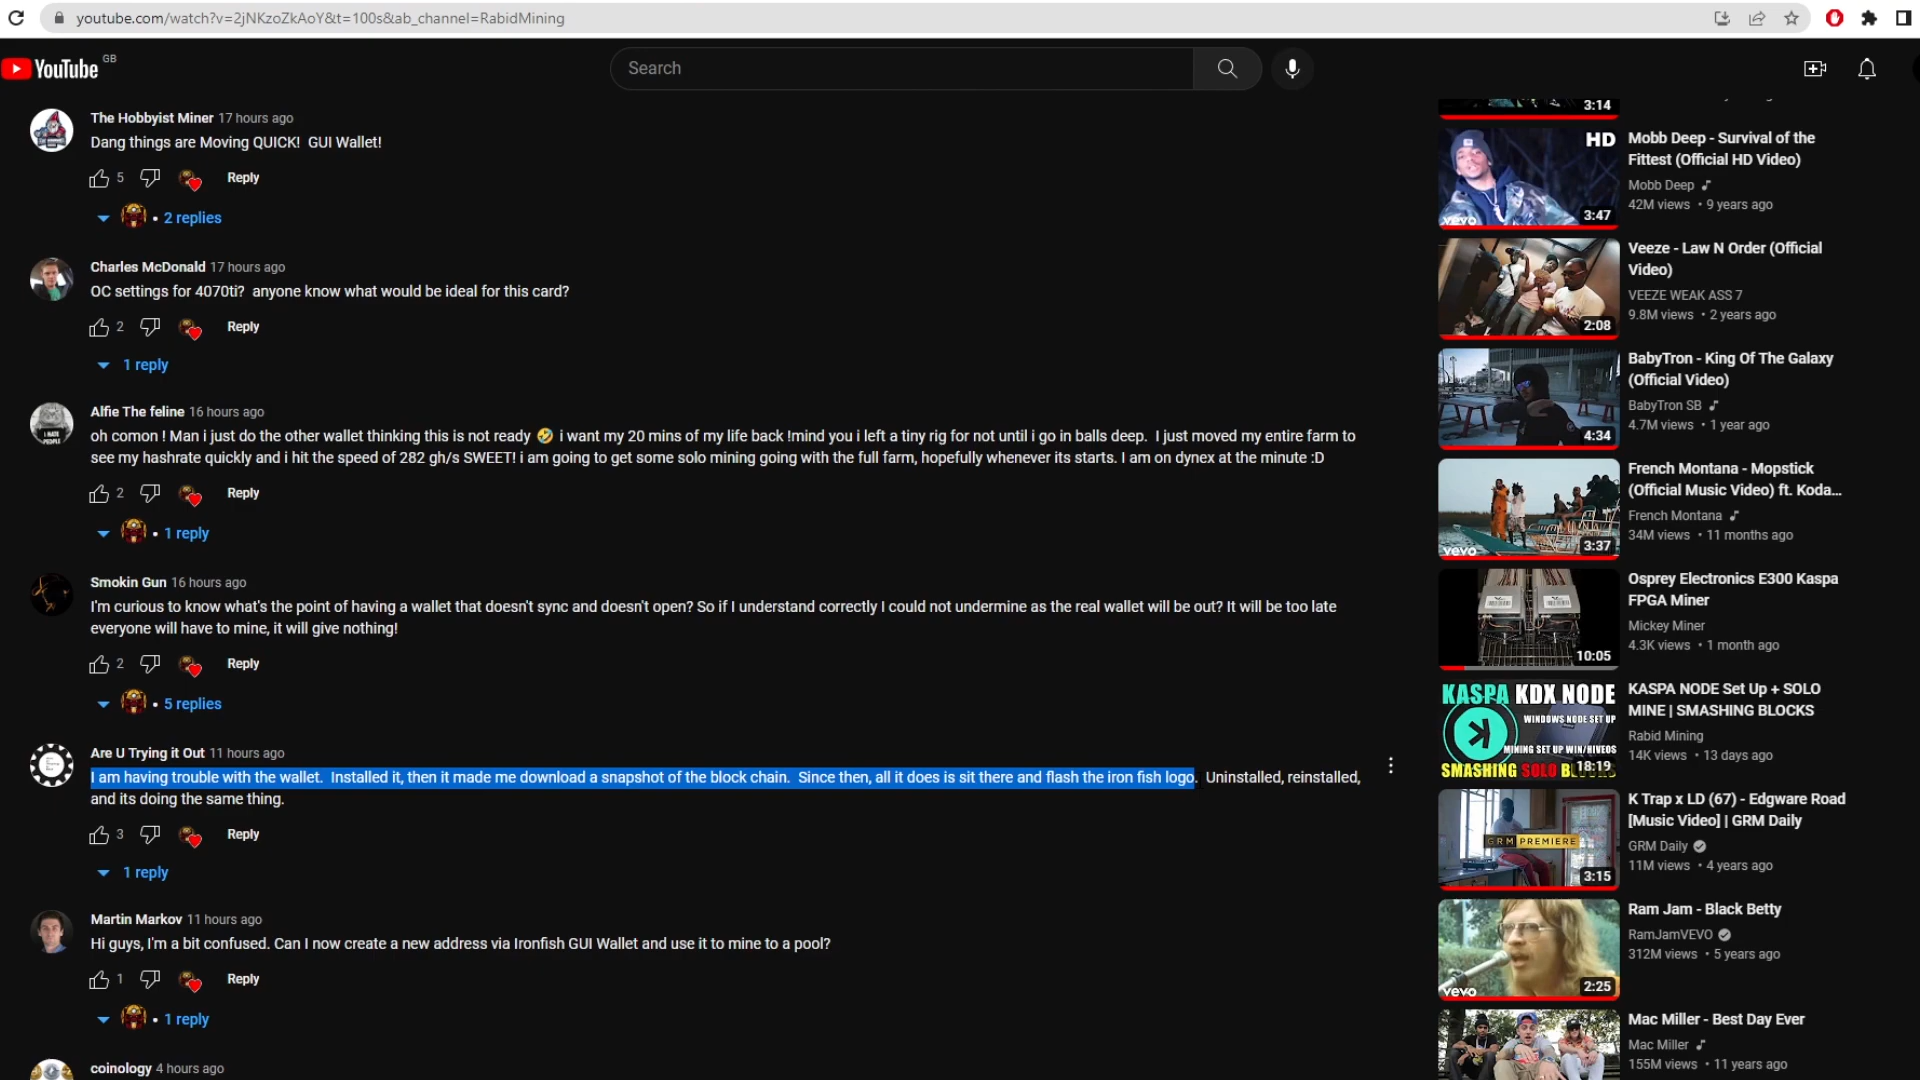 youtube.com/watch?v=2jNKzoZkAoY&t=100s&ab_channel=RabidMining
YouTube GB
Search
The Hobbyist Miner 17 hours ago
Dang things are Moving QUICK!  GUI Wallet!
5
Reply
2 replies
Charles McDonald 17 hours ago
OC settings for 4070ti?  anyone know what would be ideal for this card?
2
Reply
1 reply
Alfie The feline 16 hours ago
oh comon ! Man i just do the other wallet thinking this is not ready 🤣 i want my 20 mins of my life back !mind you i left a tiny rig for not until i go in balls deep.  I just moved my entire farm to
see my hashrate quickly and i hit the speed of 282 gh/s SWEET! i am going to get some solo mining going with the full farm, hopefully whenever its starts. I am on dynex at the minute :D
2
Reply
1 reply
Smokin Gun 16 hours ago
I'm curious to know what's the point of having a wallet that doesn't sync and doesn't open? So if I understand correctly I could not undermine as the real wallet will be out? It will be too late
everyone will have to mine, it will give nothing!
2
Reply
5 replies
Are U Trying it Out 11 hours ago
I am having trouble with the wallet.  Installed it, then it made me download a snapshot of the block chain.  Since then, all it does is sit there and flash the iron fish logo.  Uninstalled, reinstalled,
and its doing the same thing.
3
Reply
1 reply
Martin Markov 11 hours ago
Hi guys, I'm a bit confused. Can I now create a new address via Ironfish GUI Wallet and use it to mine to a pool?
1
Reply
1 reply
coinology 4 hours ago
3:14
HD
vevo
3:47
Mobb Deep - Survival of the
Fittest (Official HD Video)
Mobb Deep
42M views • 9 years ago
2:08
Veeze - Law N Order (Official
Video)
VEEZE WEAK ASS 7
9.8M views • 2 years ago
4:34
BabyTron - King Of The Galaxy
(Official Video)
BabyTron SB
4.7M views • 1 year ago
vevo
3:37
French Montana - Mopstick
(Official Music Video) ft. Koda...
French Montana
34M views • 11 months ago
10:05
Osprey Electronics E300 Kaspa
FPGA Miner
Mickey Miner
4.3K views • 1 month ago
KASPA KDX NODE
WINDOWS NODE SET UP
MINING SET UP WIN/HIVEOS
SMASHING SOLO BL
18:19
KASPA NODE Set Up + SOLO
MINE | SMASHING BLOCKS
Rabid Mining
14K views • 13 days ago
GRM PREMIERE
3:15
K Trap x LD (67) - Edgware Road
[Music Video] | GRM Daily
GRM Daily
11M views • 4 years ago
vevo
2:25
Ram Jam - Black Betty
RamJamVEVO
312M views • 5 years ago
Mac Miller - Best Day Ever
Mac Miller
155M views • 11 years ago